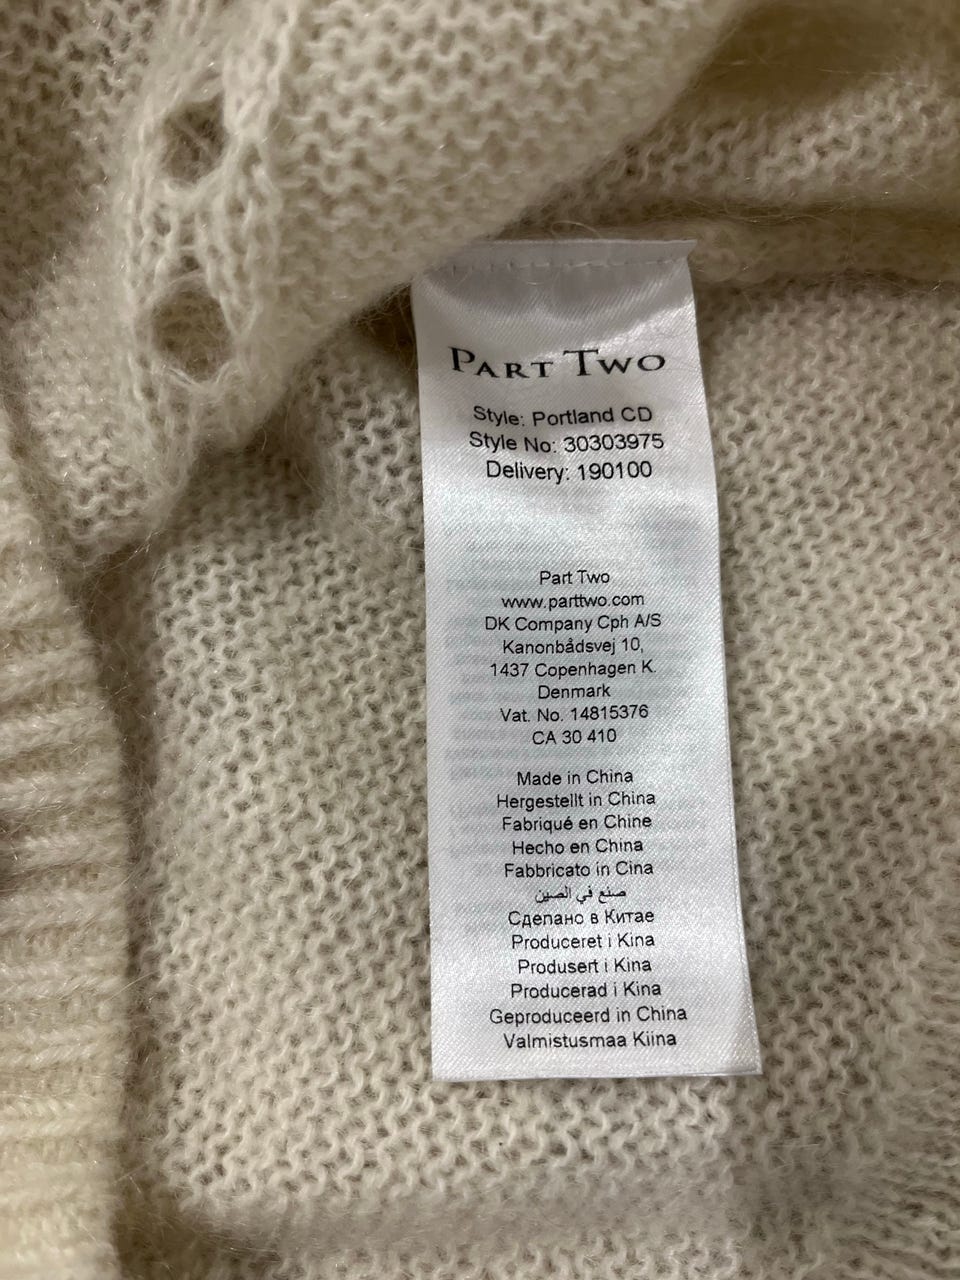 PART TWO
Style: Portland CD
Style No: 30303975
Delivery: 190100
Part Two
www.parttwo.com
DK Company Cph A/S
Kanonbådsvej 10,
1437 Copenhagen K.
Denmark
Vat. No. 14815376
CA 30 410
Made in China
Hergestellt in China
Fabriqué en Chine
Hecho en China
Fabbricato in Cina
صنع في الصين
Сделано в Китае
Produceret i Kina
Produsert i Kina
Producerad i Kina
Geproduceerd in China
Valmistusmaa Kiina